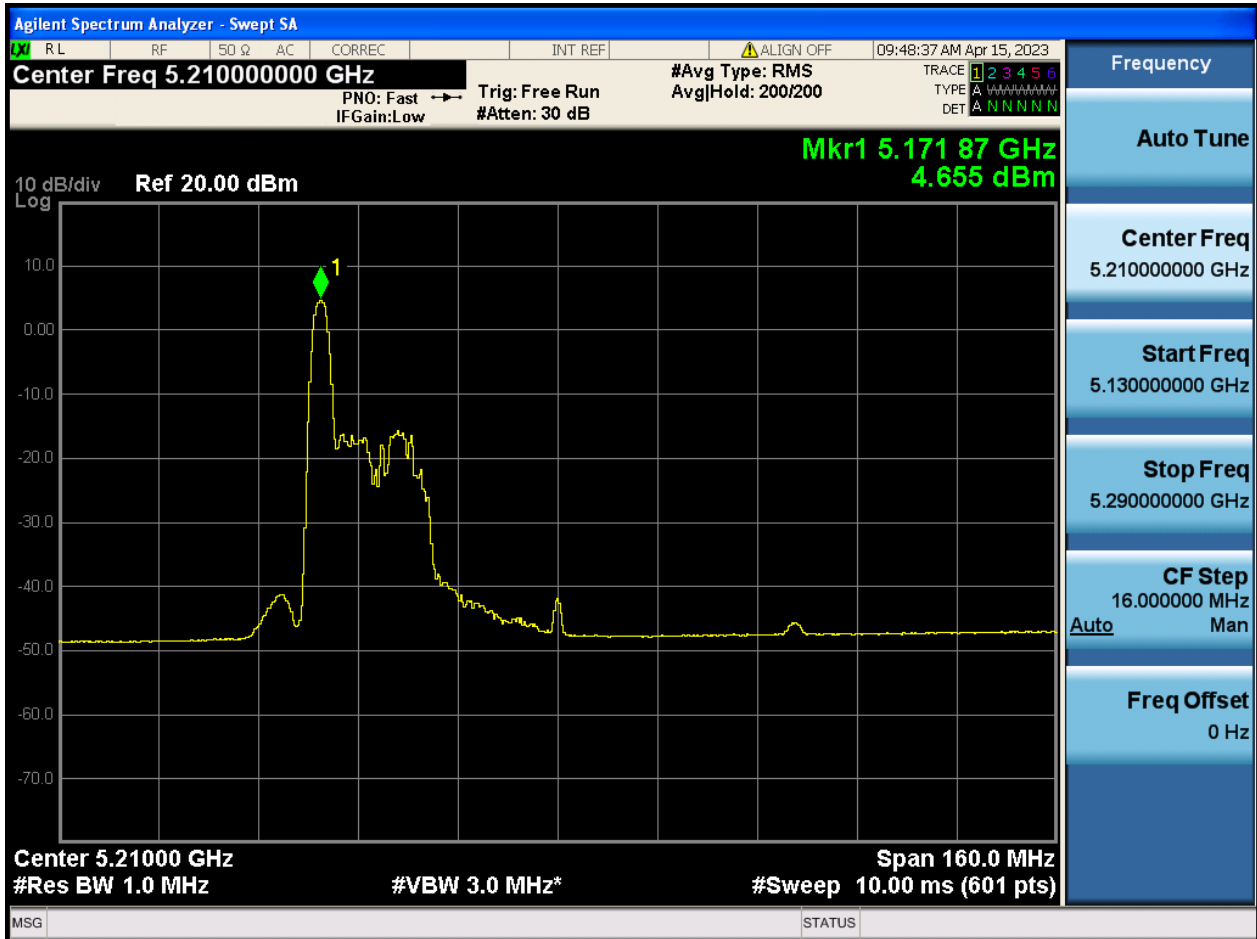 Agilent Spectrum Analyzer - Swept SA
LXI RL RF 50 Ω AC CORREC INT REF ALIGN OFF 09:48:37 AM Apr 15, 2023
Center Freq 5.210000000 GHz
PNO: Fast
IFGain:Low
Trig: Free Run
#Atten: 30 dB
#Avg Type: RMS
Avg|Hold: 200/200
TRACE 1 2 3 4 5 6
TYPE A WWWWWW
DET A N N N N N
Mkr1 5.171 87 GHz
4.655 dBm
10 dB/div Ref 20.00 dBm
Log
1
10.0
0.00
-10.0
-20.0
-30.0
-40.0
-50.0
-60.0
-70.0
Center 5.21000 GHz Span 160.0 MHz
#Res BW 1.0 MHz #VBW 3.0 MHz* #Sweep 10.00 ms (601 pts)
MSG STATUS
Frequency
Auto Tune
Center Freq
5.210000000 GHz
Start Freq
5.130000000 GHz
Stop Freq
5.290000000 GHz
CF Step
16.000000 MHz
Auto Man
Freq Offset
0 Hz